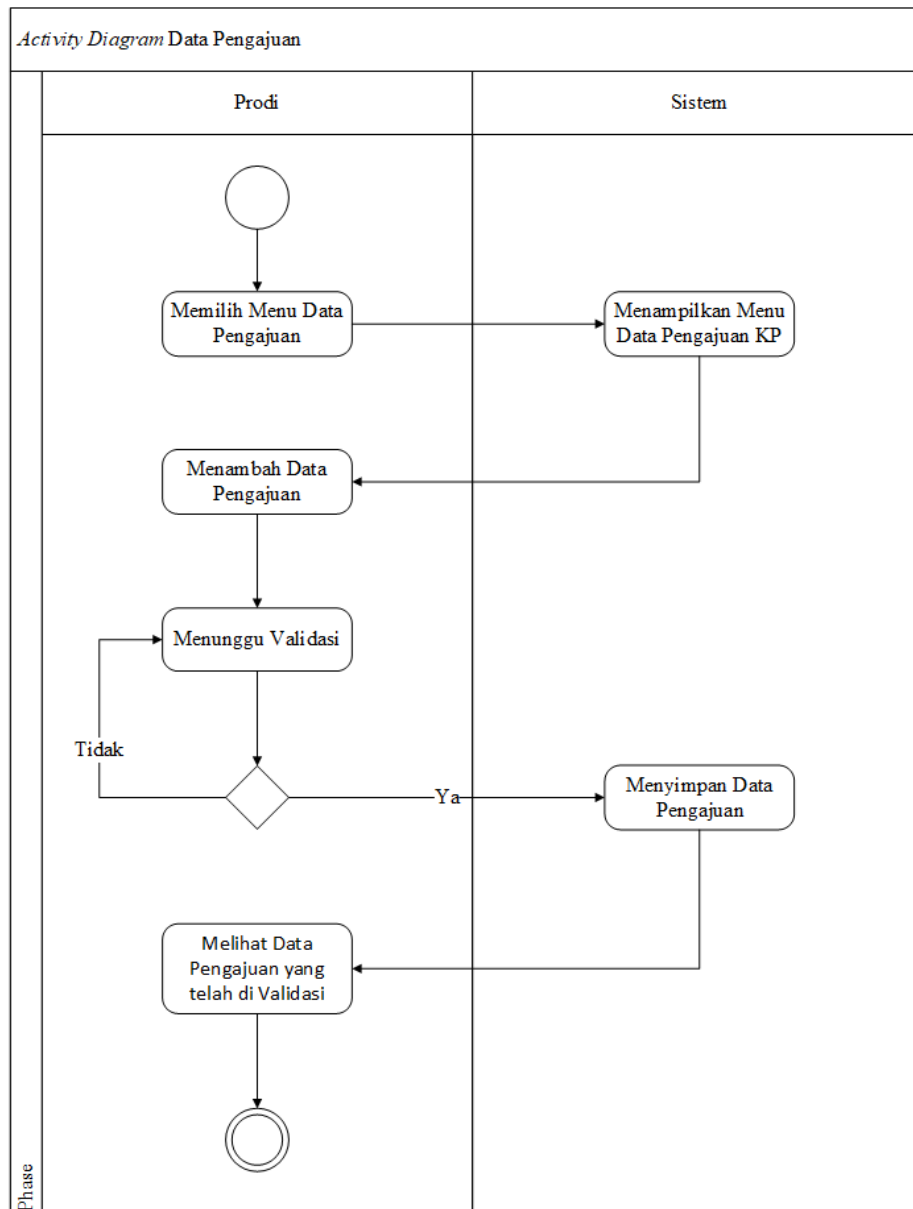 Activity Diagram Data Pengajuan
Prodi
Sistem
Memilih Menu Data
Pengajuan
Menampilkan Menu
Data Pengajuan KP
Menambah Data
Pengajuan
Menunggu Validasi
Tidak
Ya
Menyimpan Data
Pengajuan
Melihat Data
Pengajuan yang
telah di Validasi
Phase